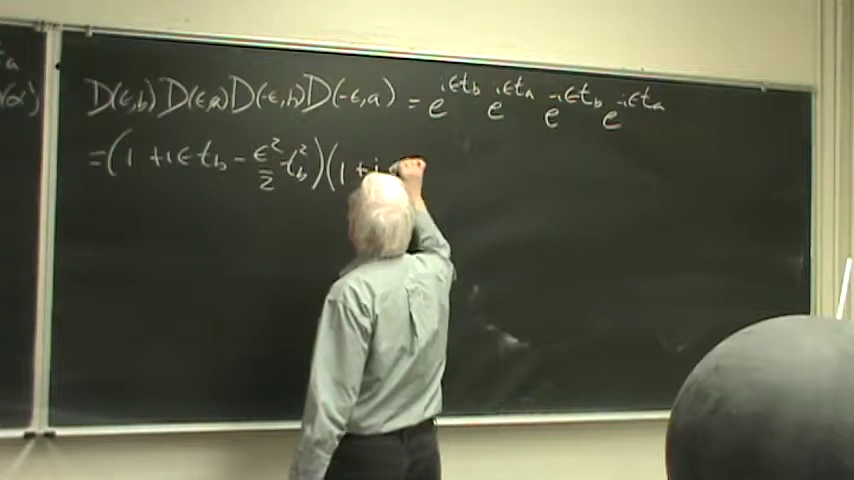 D(ϵ,b) D(ϵ,a) D(-ϵ,b) D(-ϵ,a) = e^{iϵt_b} e^{iϵt_a} e^{-iϵt_b} e^{-iϵt_a}
= (1 + iϵt_b - ϵ²/2 t_b²)(1 + i